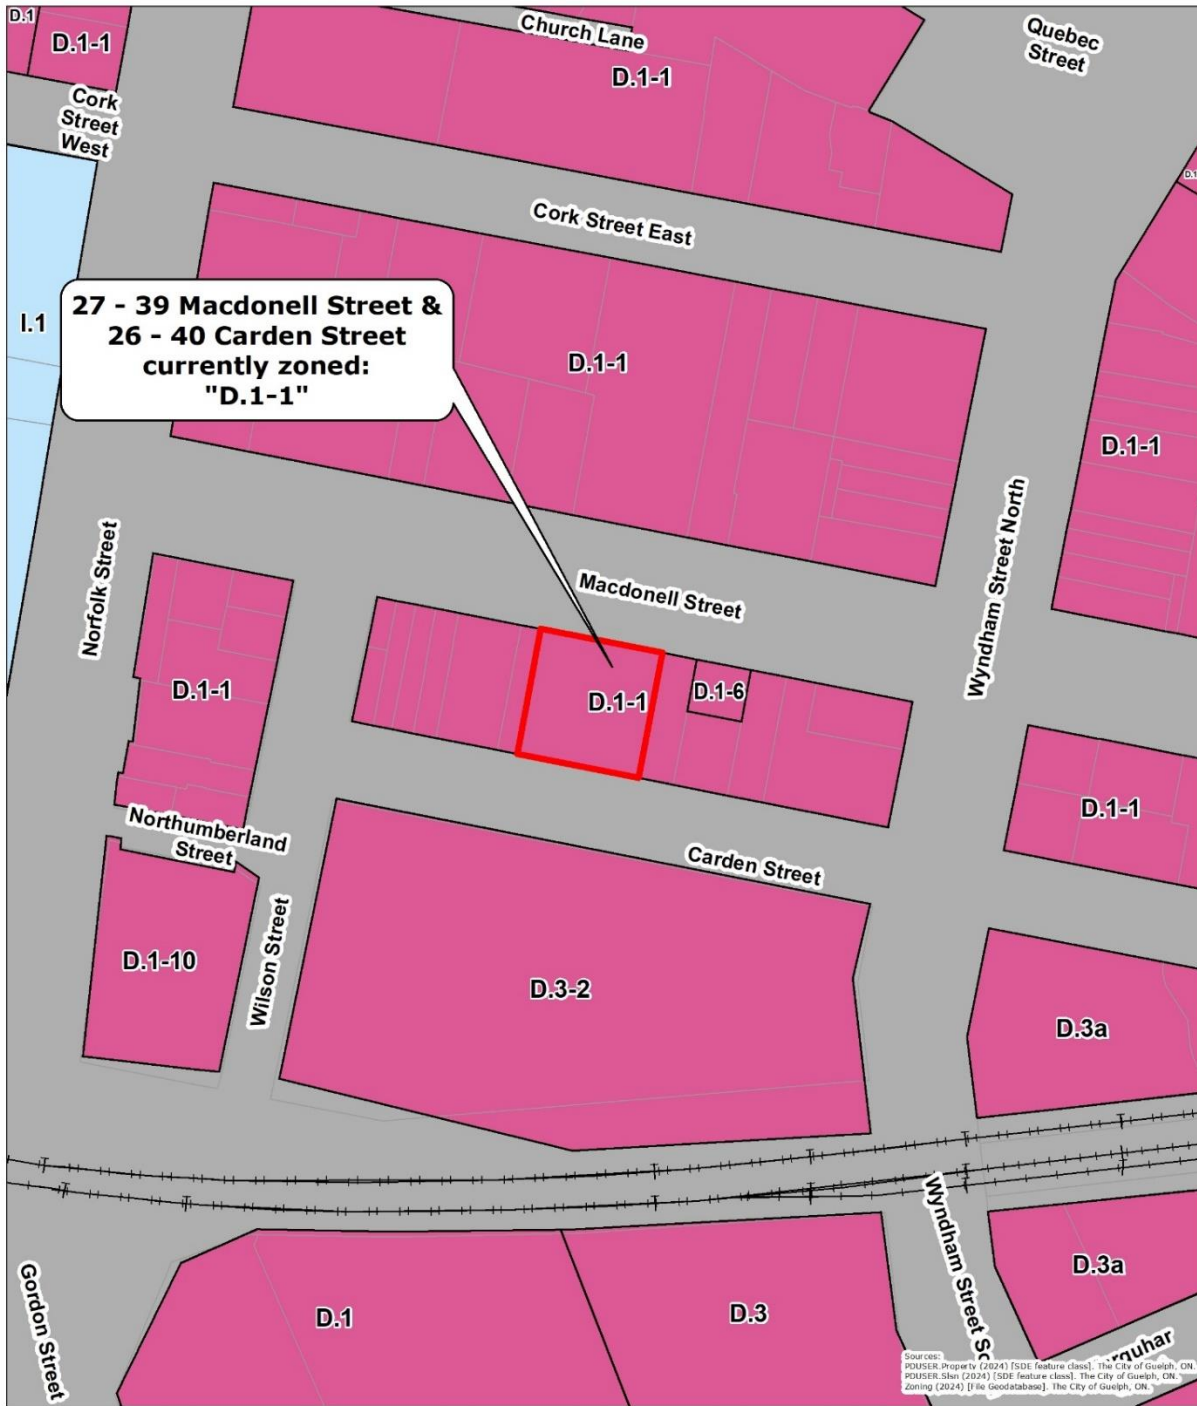 D.1
D.1-1
Church Lane
Quebec
Street
D.1-1
Cork
Street
West
D.1
Cork Street East
27 - 39 Macdonell Street &
26 - 40 Carden Street
currently zoned:
"D.1-1"
I.1
D.1-1
D.1-1
Norfolk Street
Macdonell Street
Wyndham Street North
D.1-1
D.1-1
D.1-6
D.1-1
Northumberland
Street
Carden Street
Wilson Street
D.1-10
D.3-2
D.3a
Gordon Street
D.1
D.3
Wyndham Street So
D.3a
Sources:
PDUSER.Property (2024) [SDE feature class]. The City of Guelph, ON.
PDUSER.Slsn (2024) [SDE feature class]. The City of Guelph, ON.
Zoning (2024) [File Geodatabase]. The City of Guelph, ON.